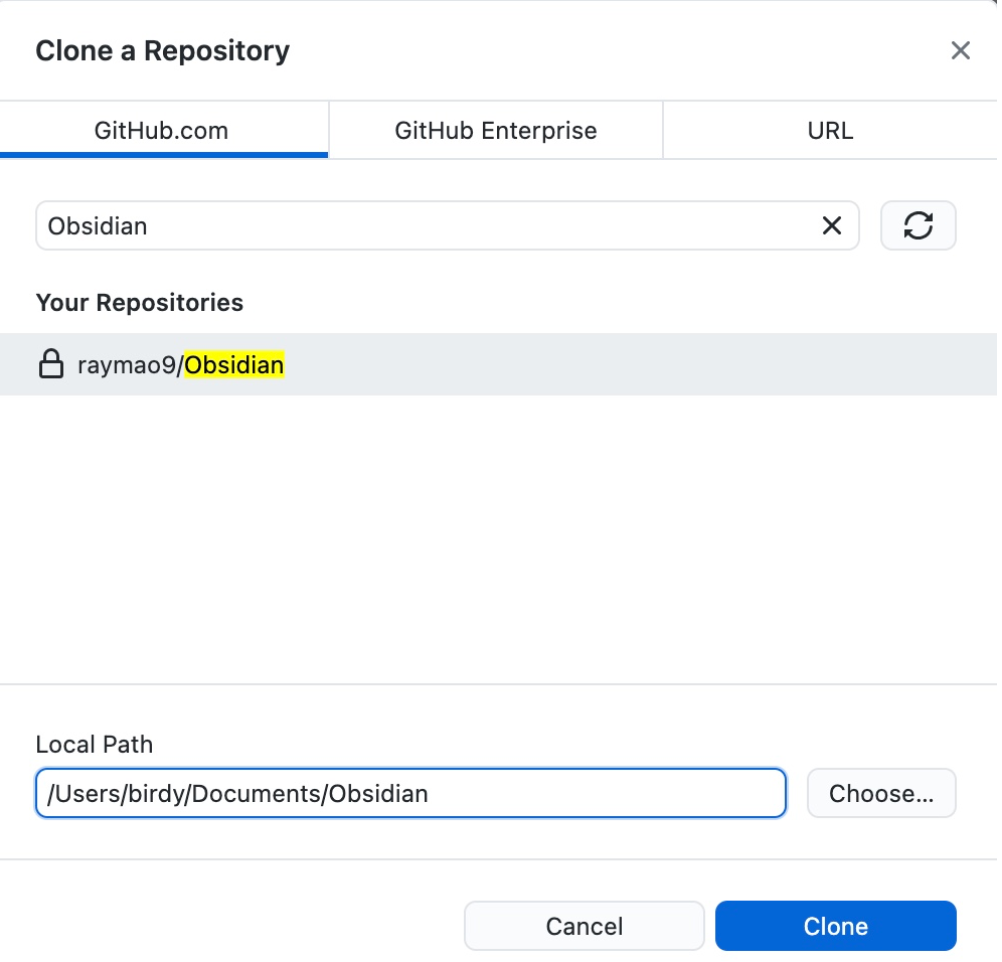 Clone a Repository
GitHub.com
GitHub Enterprise
URL
Obsidian
Your Repositories
raymao9/Obsidian
Local Path
/Users/birdy/Documents/Obsidian
Choose...
Cancel
Clone